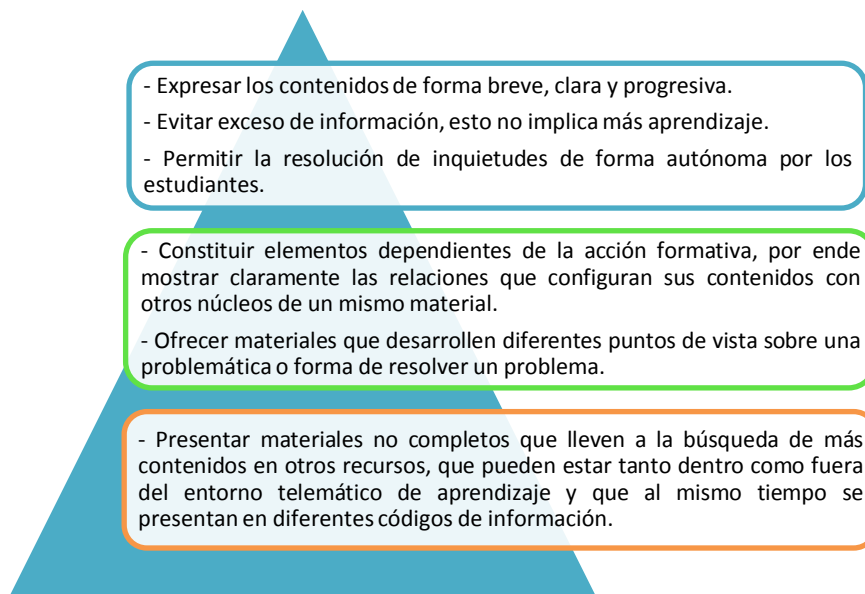 - Expresar los contenidos de forma breve, clara y progresiva.
- Evitar exceso de información, esto no implica más aprendizaje.
- Permitir la resolución de inquietudes de forma autónoma por los
estudiantes.
- Constituir elementos dependientes de la acción formativa, por ende
mostrar claramente las relaciones que configuran sus contenidos con
otros núcleos de un mismo material.
- Ofrecer materiales que desarrollen diferentes puntos de vista sobre una
problemática o forma de resolver un problema.
- Presentar materiales no completos que lleven a la búsqueda de más
contenidos en otros recursos, que pueden estar tanto dentro como fuera
del entorno telemático de aprendizaje y que al mismo tiempo se
presentan en diferentes códigos de información.